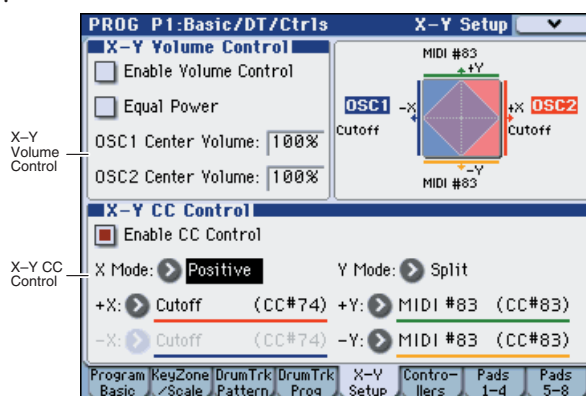 PROG P1:Basic/DT/Ctrls X-Y Setup
X-Y Volume Control
Enable Volume Control
Equal Power
OSC1 Center Volume: 100%
OSC2 Center Volume: 100%
MIDI #83
+Y
OSC1 -X +X OSC2
Cutoff Cutoff
-Y
MIDI #83
X–Y
Volume
Control
X-Y CC Control
Enable CC Control
X Mode: Positive Y Mode: Split
+X: Cutoff (CC#74) +Y: MIDI #83 (CC#83)
-X: Cutoff (CC#74) -Y: MIDI #83 (CC#83)
X–Y CC
Control
Program Basic
KeyZone /Scale
DrumTrk Pattern
DrumTrk Prog
X-Y Setup
Contro- llers
Pads 1-4
Pads 5-8